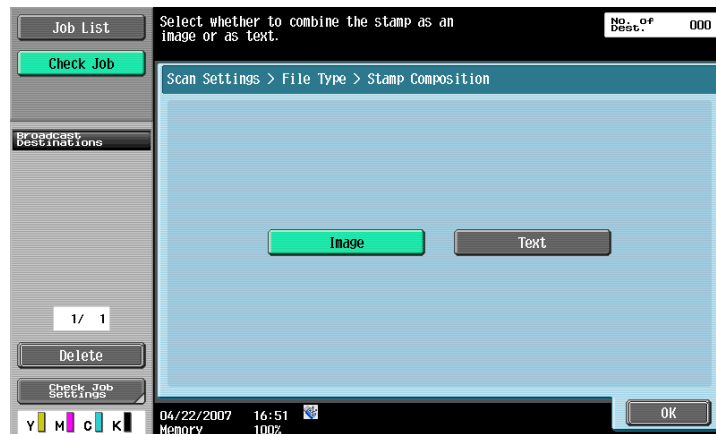 Job List
Check Job
Broadcast
Destinations
1/ 1
Delete
Check Job
Settings
Y M C K
Select whether to combine the stamp as an
image or as text.
No. of
Dest. 000
Scan Settings > File Type > Stamp Composition
Image
Text
04/22/2007 16:51
Memory 100%
OK